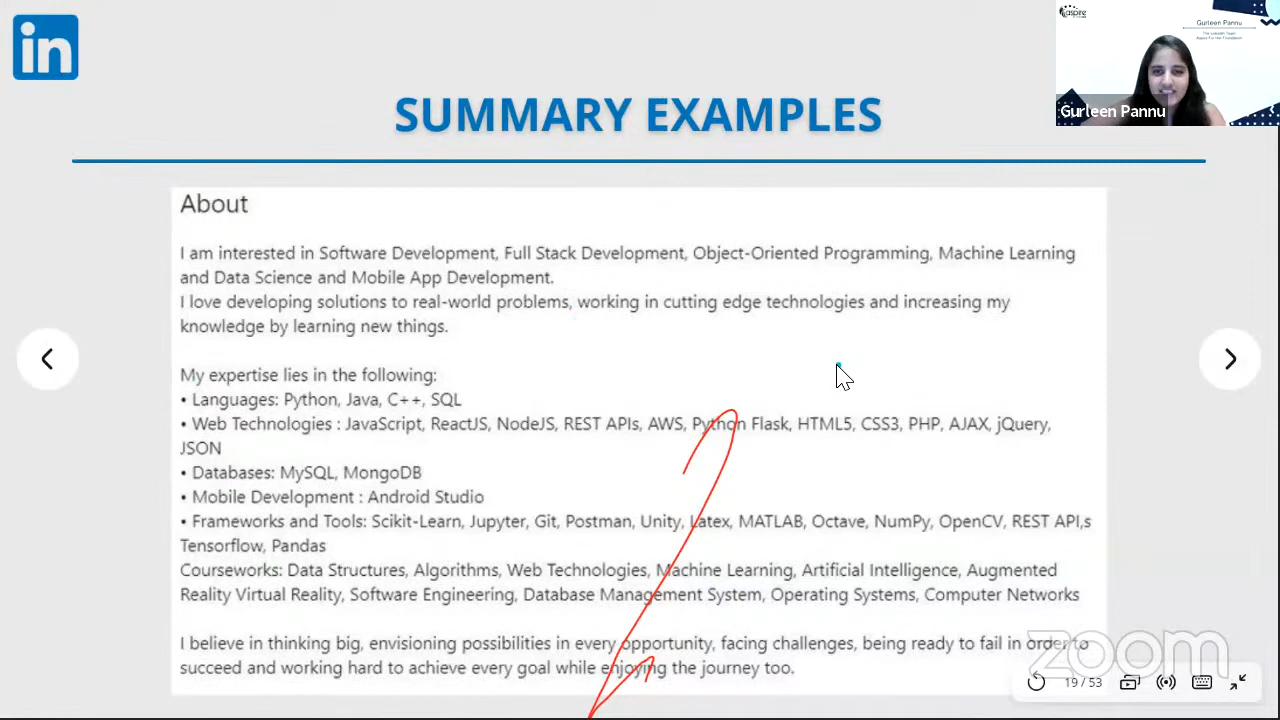 in
SUMMARY EXAMPLES
aspire
Gurleen Pannu
Gurleen Pannu
About
I am interested in Software Development, Full Stack Development, Object-Oriented Programming, Machine Learning
and Data Science and Mobile App Development.
I love developing solutions to real-world problems, working in cutting edge technologies and increasing my
knowledge by learning new things.
My expertise lies in the following:
• Languages: Python, Java, C++, SQL
• Web Technologies : JavaScript, ReactJS, NodeJS, REST APIs, AWS, Python Flask, HTML5, CSS3, PHP, AJAX, jQuery,
JSON
• Databases: MySQL, MongoDB
• Mobile Development : Android Studio
• Frameworks and Tools: Scikit-Learn, Jupyter, Git, Postman, Unity, Latex, MATLAB, Octave, NumPy, OpenCV, REST API,s
Tensorflow, Pandas
Courseworks: Data Structures, Algorithms, Web Technologies, Machine Learning, Artificial Intelligence, Augmented
Reality Virtual Reality, Software Engineering, Database Management System, Operating Systems, Computer Networks
I believe in thinking big, envisioning possibilities in every opportunity, facing challenges, being ready to fail in order to
succeed and working hard to achieve every goal while enjoying the journey too.
zoom
19/53